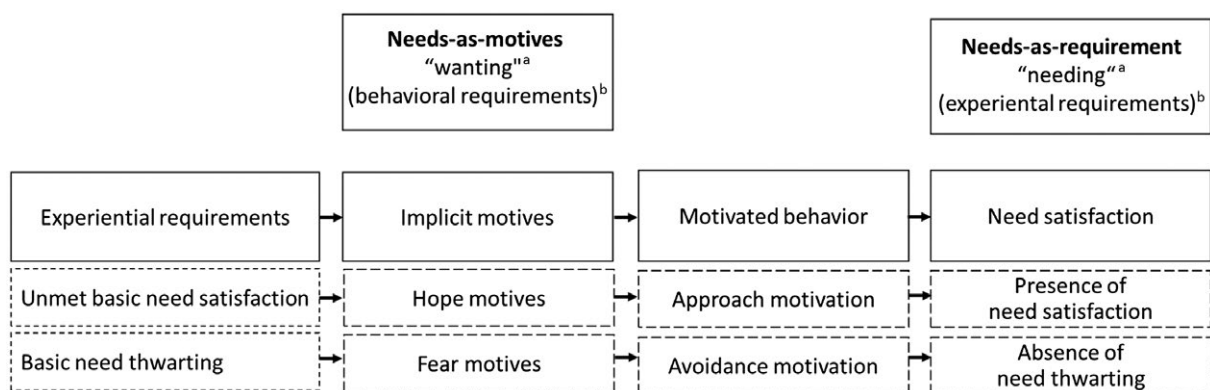 Needs-as-motives
“wanting"ᵃ
(behavioral requirements)ᵇ
Needs-as-requirement
“needing“ᵃ
(experiential requirements)ᵇ
Experiential requirements
Implicit motives
Motivated behavior
Need satisfaction
Unmet basic need satisfaction
Hope motives
Approach motivation
Presence of
need satisfaction
Basic need thwarting
Fear motives
Avoidance motivation
Absence of
need thwarting